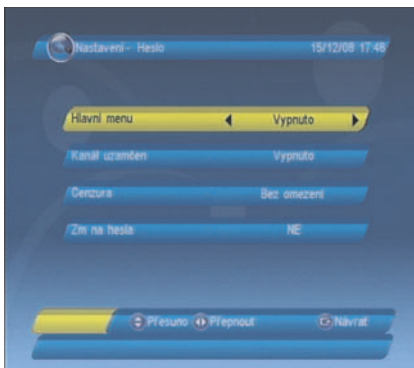 Nastavení - Heslo 15/12/08 17:48
Hlavní menu Vypnuto
Kanál uzamčen Vypnuto
Cenzura Bez omezení
Zm na hesla NE
Přesuno Přepnout Návrat